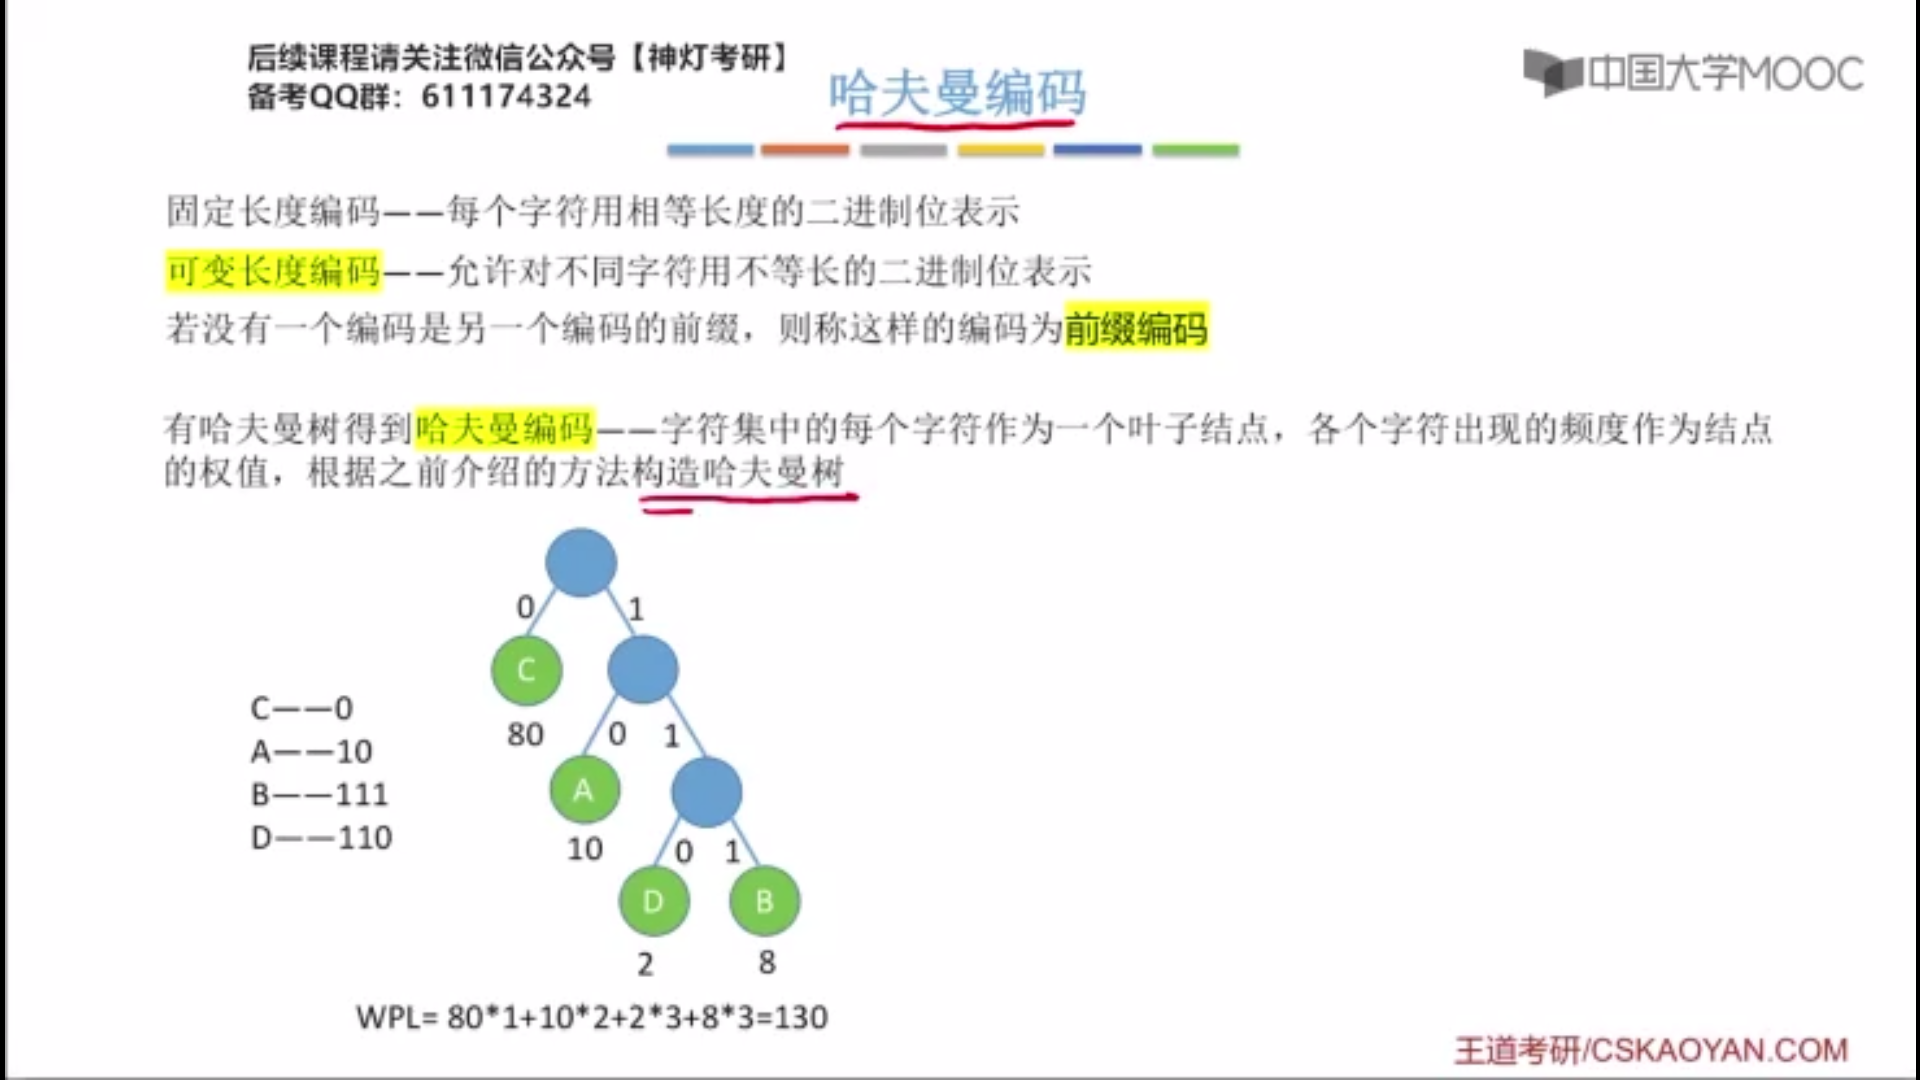 后续课程请关注微信公众号【神灯考研】
备考QQ群：611174324
哈夫曼编码
中国大学MOOC
固定长度编码——每个字符用相等长度的二进制位表示
可变长度编码——允许对不同字符用不等长的二进制位表示
若没有一个编码是另一个编码的前缀，则称这样的编码为前缀编码
有哈夫曼树得到哈夫曼编码——字符集中的每个字符作为一个叶子结点，各个字符出现的频度作为结点
的权值，根据之前介绍的方法构造哈夫曼树
0 1
C
80
0 1
A
10
0 1
D B
2 8
C——0
A——10
B——111
D——110
WPL= 80*1+10*2+2*3+8*3=130
王道考研/CSKAOYAN.COM